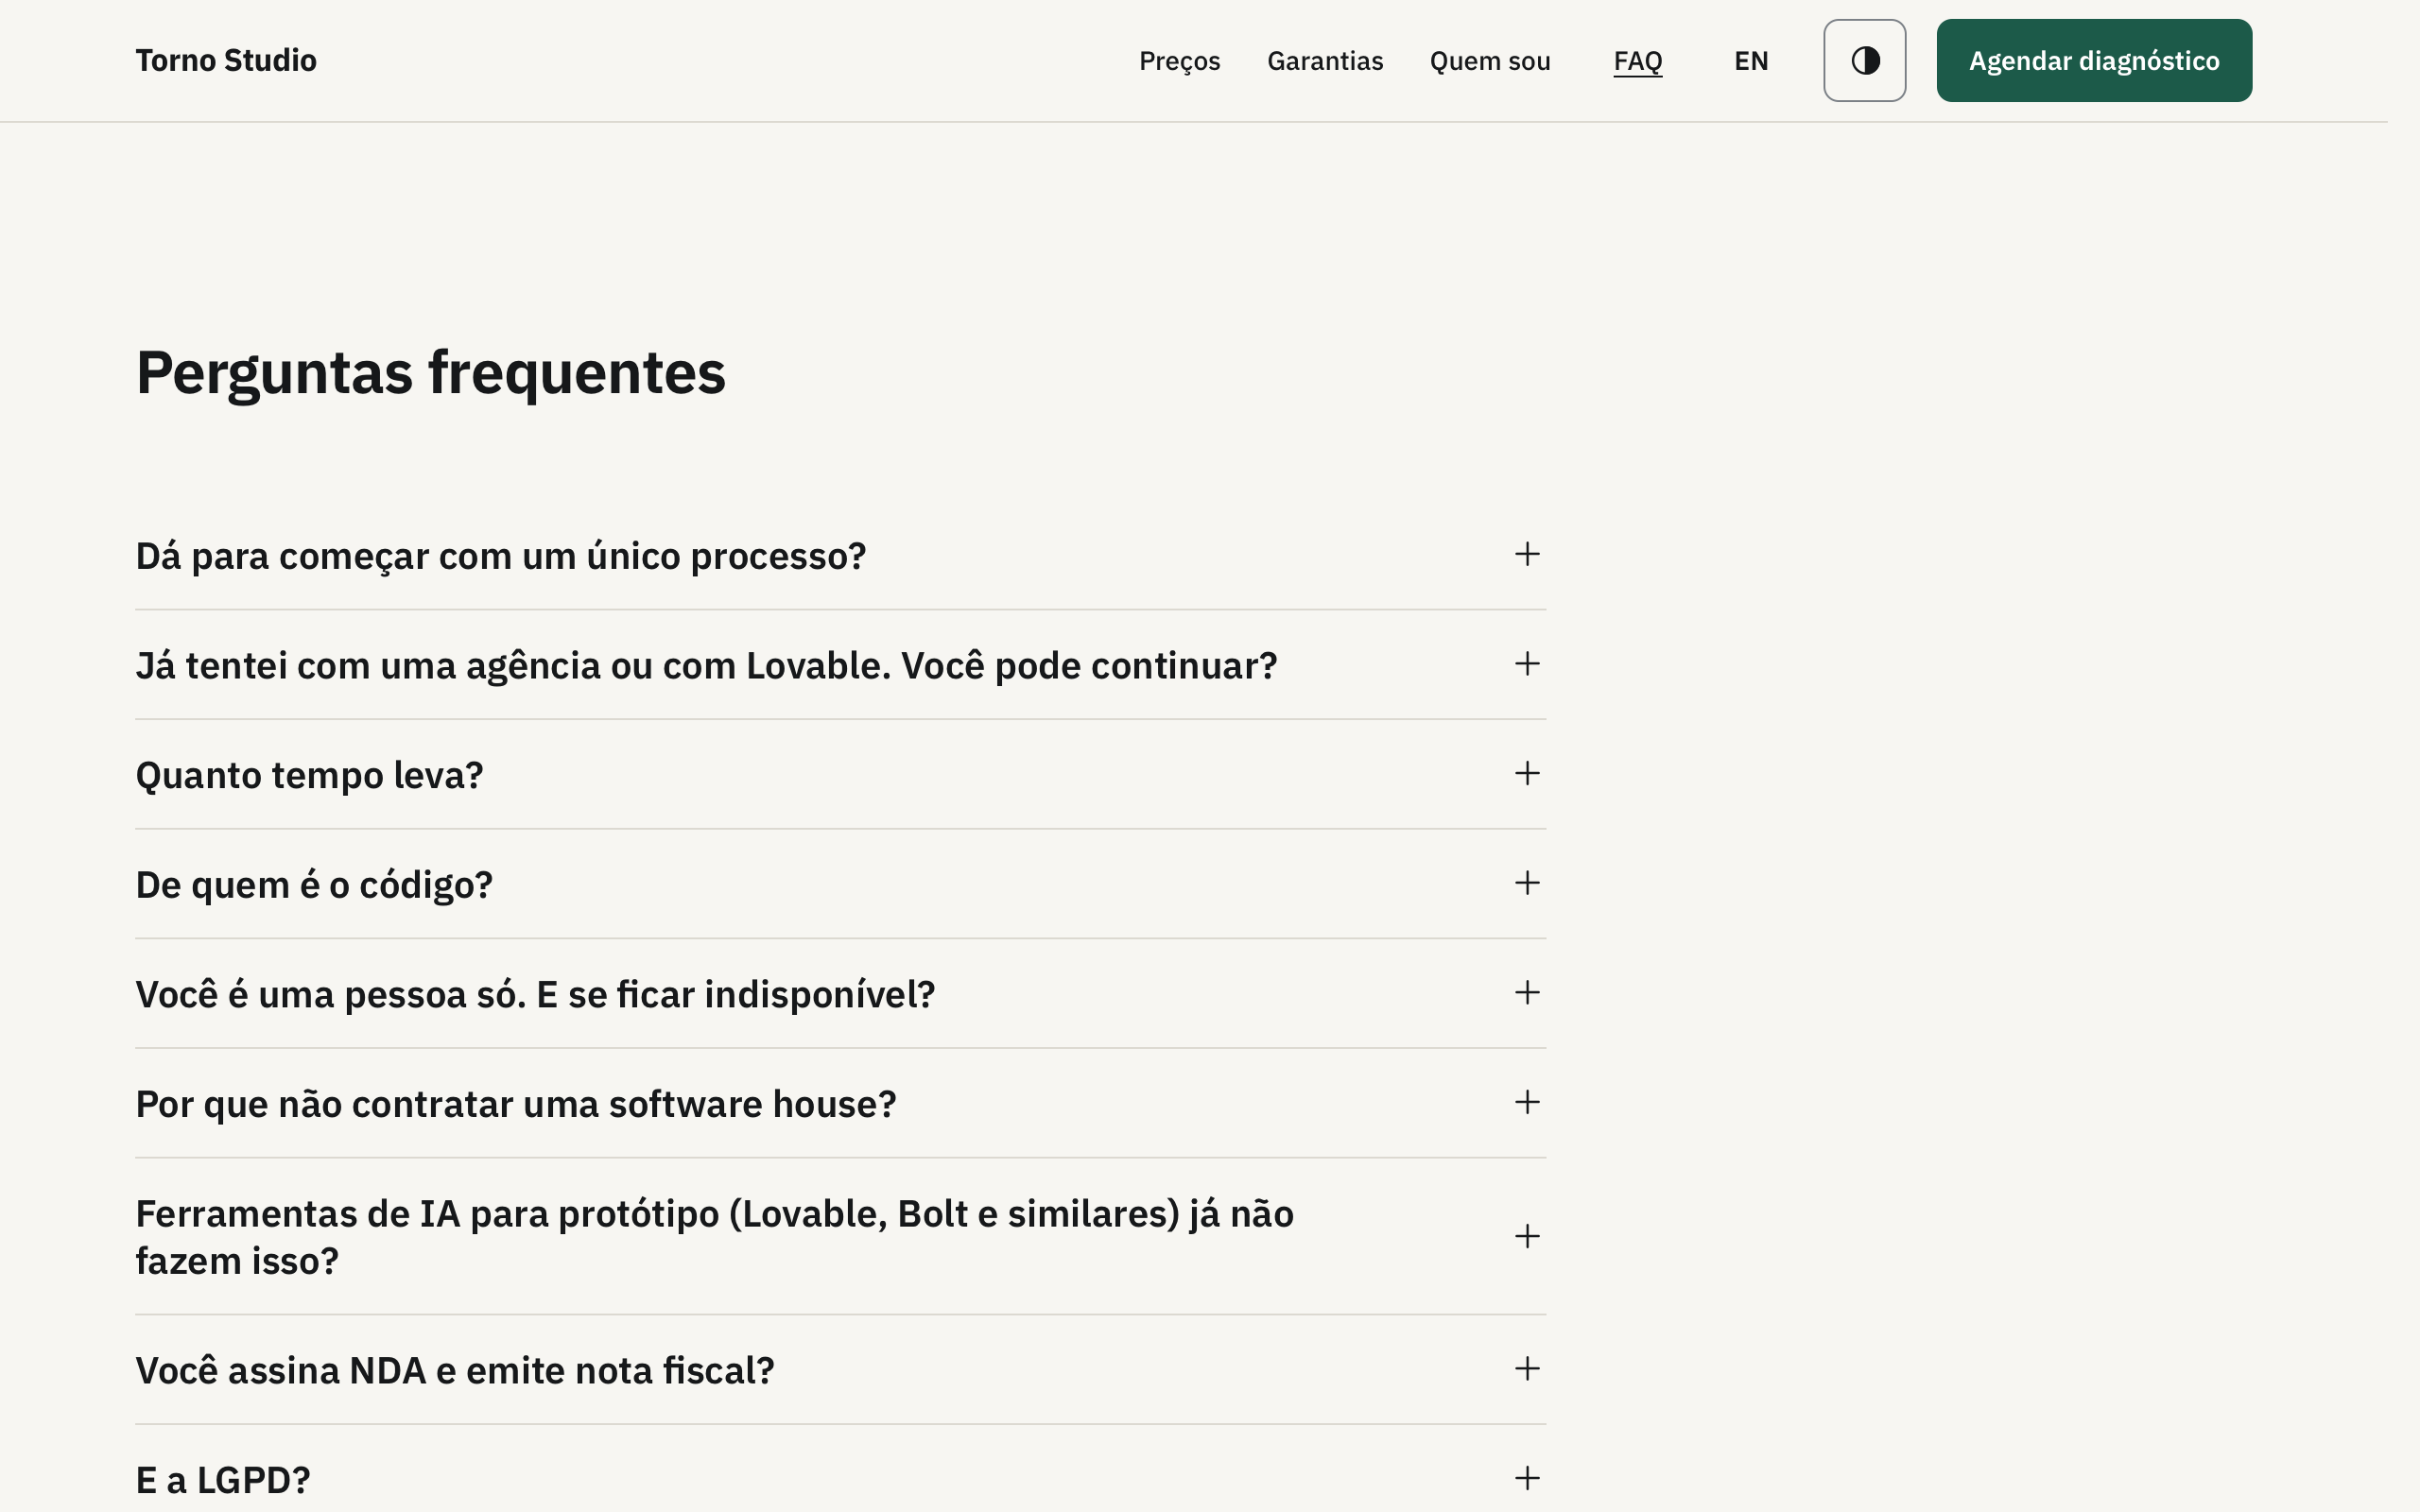 Torno Studio
Preços Garantias Quem sou FAQ EN Agendar diagnóstico
Perguntas frequentes
Dá para começar com um único processo?
Já tentei com uma agência ou com Lovable. Você pode continuar?
Quanto tempo leva?
De quem é o código?
Você é uma pessoa só. E se ficar indisponível?
Por que não contratar uma software house?
Ferramentas de IA para protótipo (Lovable, Bolt e similares) já não
fazem isso?
Você assina NDA e emite nota fiscal?
E a LGPD?